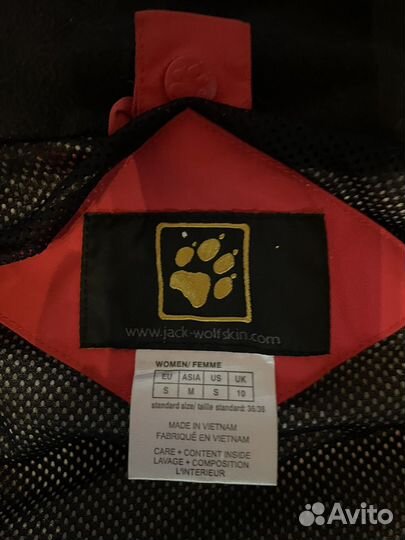 www.jack-wolfskin.com
WOMEN/ FEMME
EU ASIA US UK
S M S 10
standard size/ taille standard: 36/38
MADE IN VIETNAM
FABRIQUÉ EN VIETNAM
CARE + CONTENT INSIDE
LAVAGE + COMPOSITION
L'INTERIEUR
Avito